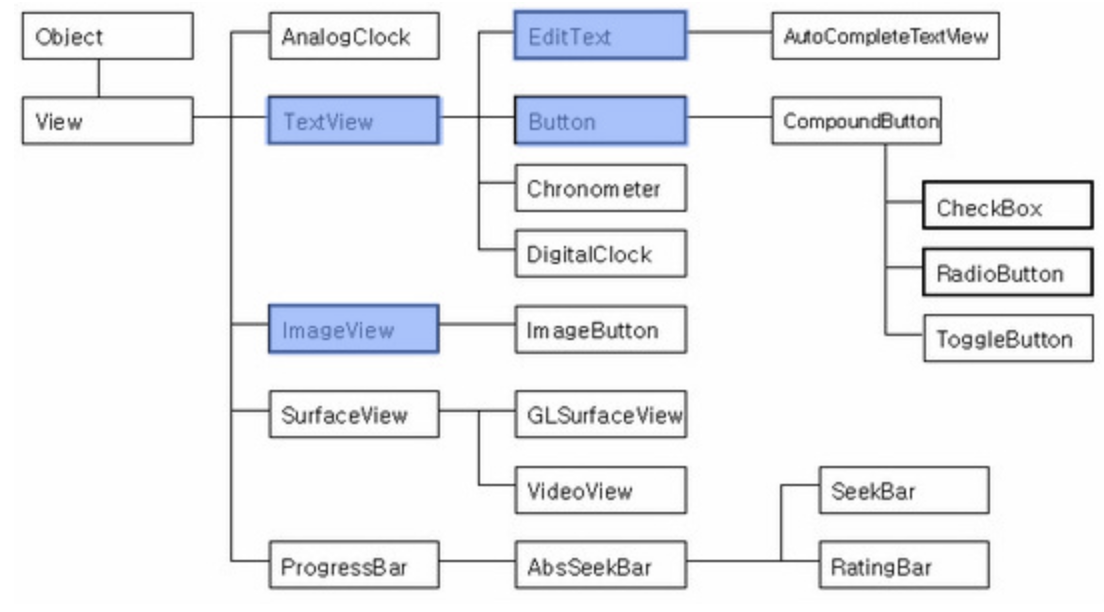 Object
AnalogClock
EditText
AutoCompleteTextView
View
TextView
Button
CompoundButton
Chronometer
CheckBox
DigitalClock
RadioButton
ImageView
ImageButton
ToggleButton
SurfaceView
GLSurfaceView
VideoView
SeekBar
ProgressBar
AbsSeekBar
RatingBar